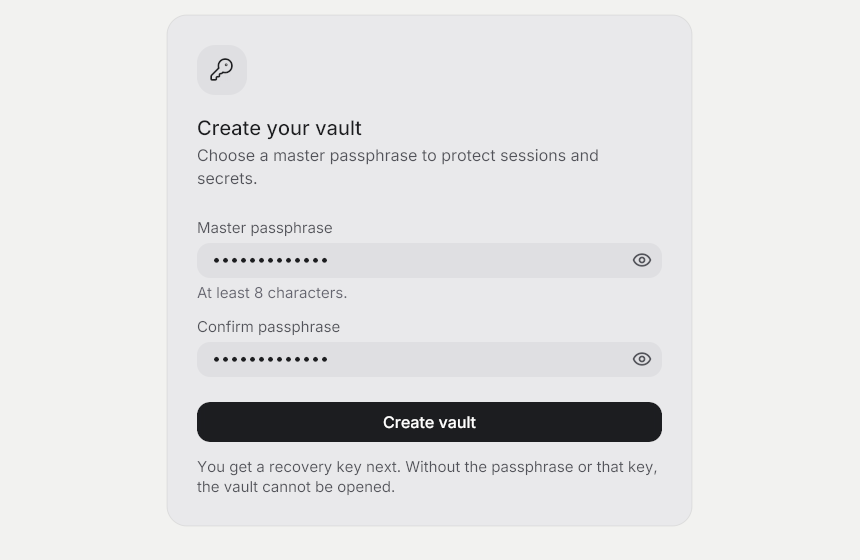 Create your vault
Choose a master passphrase to protect sessions and
secrets.
Master passphrase
•••••••••••••
At least 8 characters.
Confirm passphrase
•••••••••••••
Create vault
You get a recovery key next. Without the passphrase or that key,
the vault cannot be opened.